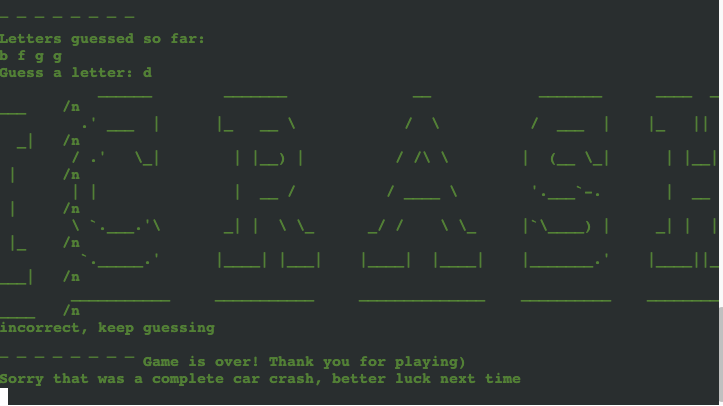 _ _ _ _ _ _ _ _
Letters guessed so far:
b f g g
Guess a letter: d
/n
/n
/n
/n
/n
/n
/n
CRASH
incorrect, keep guessing
_ _ _ _ _ _ _ _ Game is over! Thank you for playing)
Sorry that was a complete car crash, better luck next time